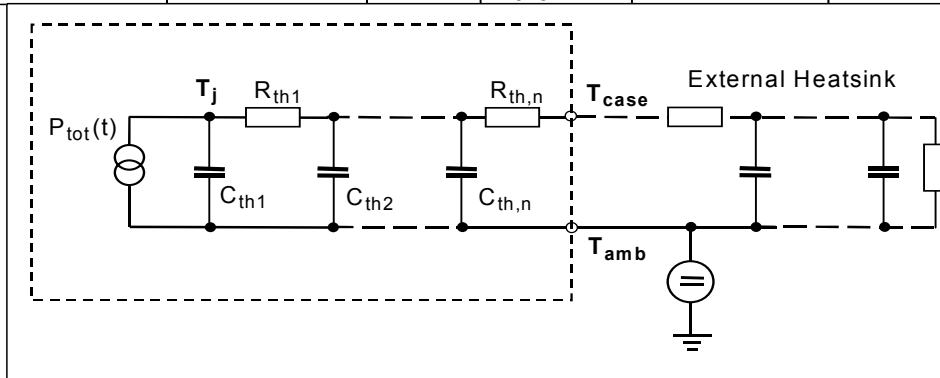 External Heatsink
Tj
Rth1
Rth,n
Tcase
Ptot(t)
Cth1
Cth2
Cth,n
Tamb